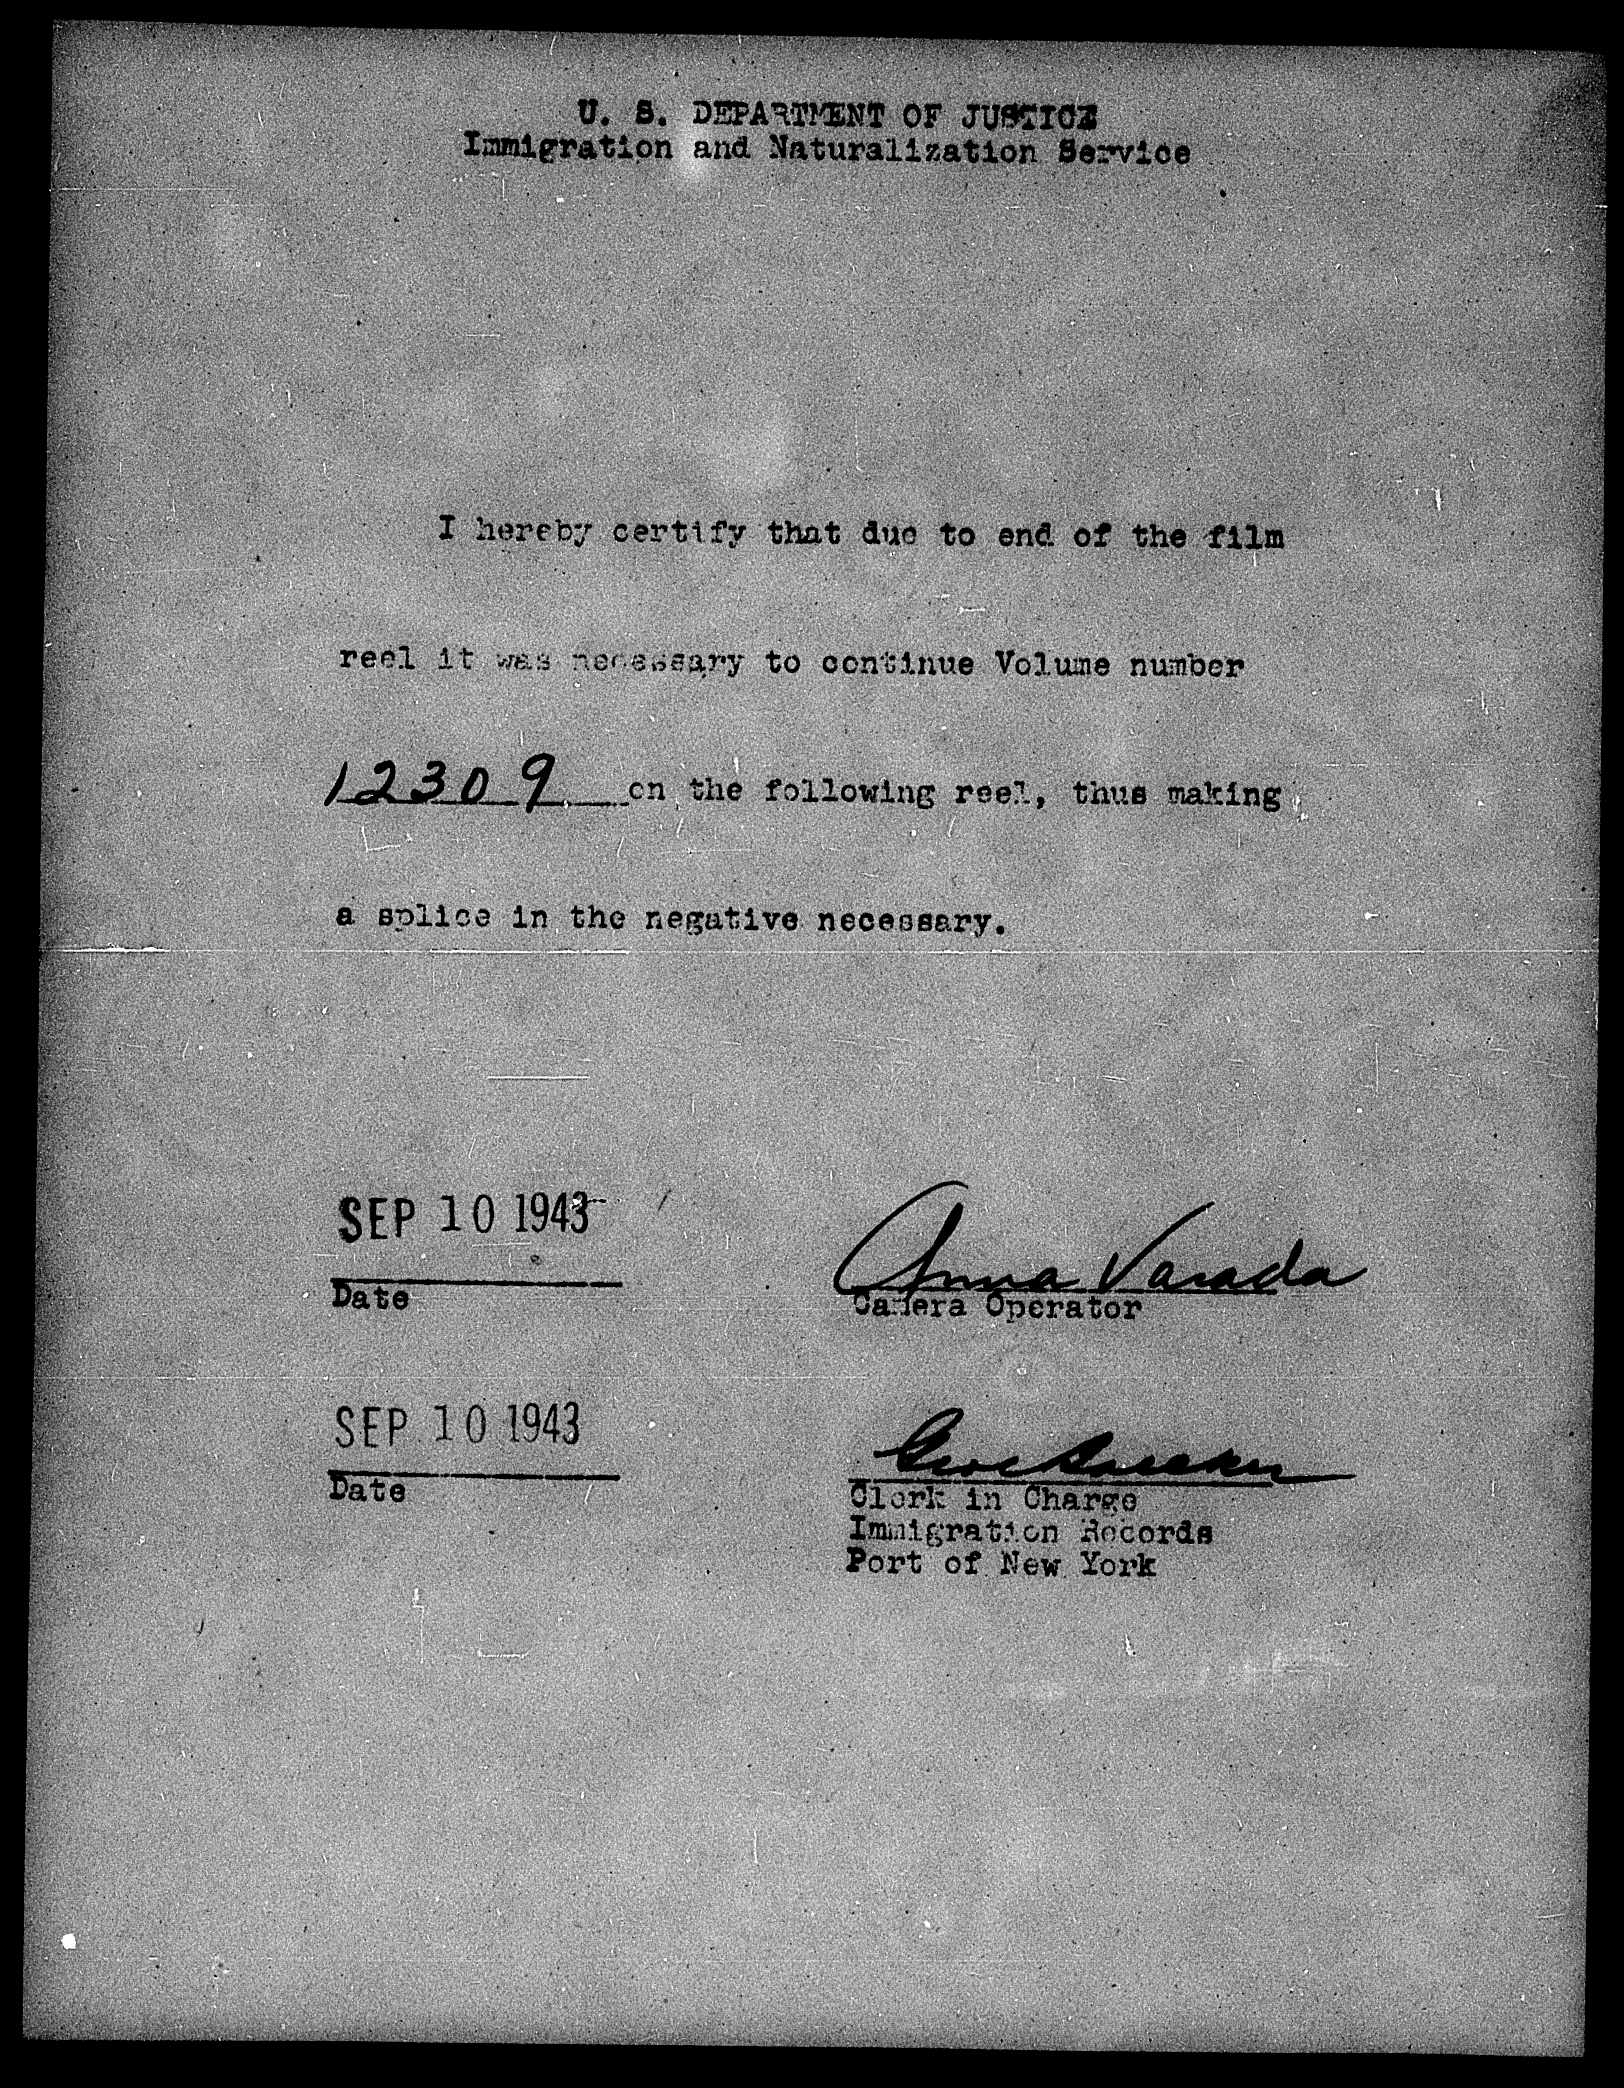 U. S. DEPARTMENT OF JUSTICE
Immigration and Naturalization Service
I hereby certify that due to end of the film
reel it was necessary to continue Volume number
12309 on the following reel, thus making
a splice in the negative necessary.
SEP 10 1943
Anna Varada
Date
Camera Operator
SEP 10 1943
Date
Clerk in Charge
Immigration Records
Port of New York